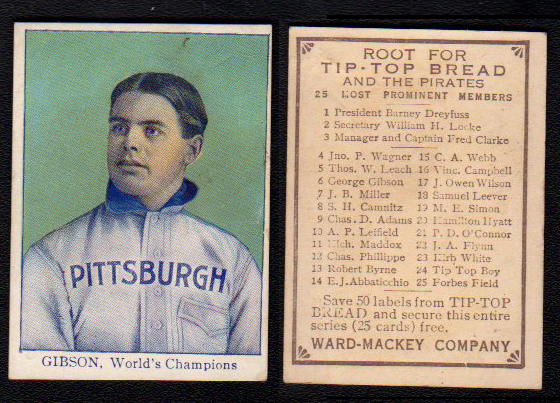 PITTSBURGH
GIBSON, World's Champions
ROOT FOR
TIP-TOP BREAD
AND THE PIRATES
25 MOST PROMINENT MEMBERS
1 President Barney Dreyfuss
2 Secretary William H. Locke
3 Manager and Captain Fred Clarke
4 Jno. P. Wagner 15 C. A. Webb
5 Thos. W. Leach 16 Vinc. Campbell
6 George Gibson 17 J. Owen Wilson
7 J. B. Miller 18 Samuel Leever
8 S. H. Camnitz 19 M. E. Simon
9 Chas. D. Adams 20 Hamilton Hyatt
10 A. P. Leifield 21 P. D. O'Connor
11 Nich. Maddox 22 J. A. Flynn
12 Chas. Phillippe 23 Kirb White
13 Robert Byrne 24 Tip Top Boy
14 E. J. Abbaticchio 25 Forbes Field
Save 50 labels from TIP-TOP
BREAD and secure this entire
series (25 cards) free.
WARD-MACKEY COMPANY